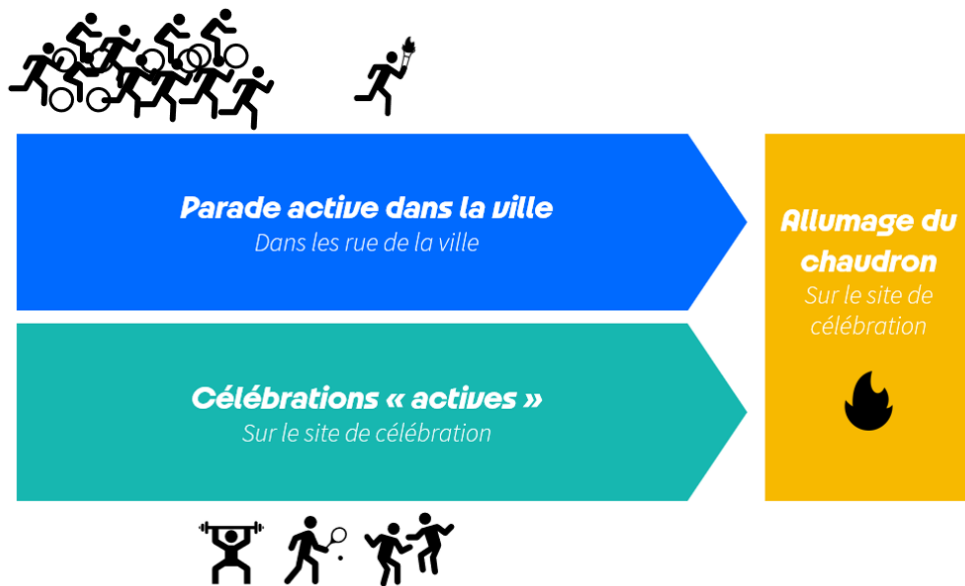 Parade active dans la ville
Dans les rue de la ville
Allumage du
chaudron
Sur le site de
célébration
Célébrations « actives »
Sur le site de célébration